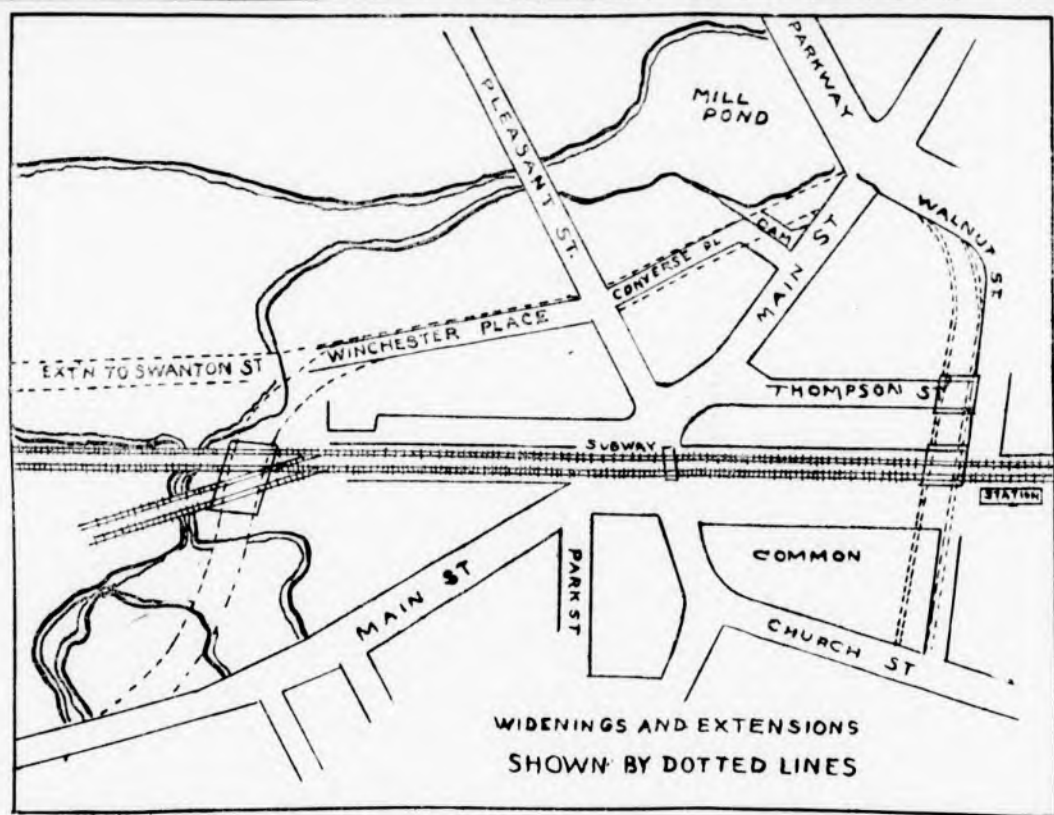 PARKWAY
PLEASANT ST.
MILL
POND
WALNUT ST
DAM
MAIN ST
CONVERSE PL
WINCHESTER PLACE
EXT'N TO SWANTON ST
THOMPSON ST
SUBWAY
STATION
COMMON
PARK ST
MAIN ST
CHURCH ST
WIDENINGS AND EXTENSIONS
SHOWN BY DOTTED LINES